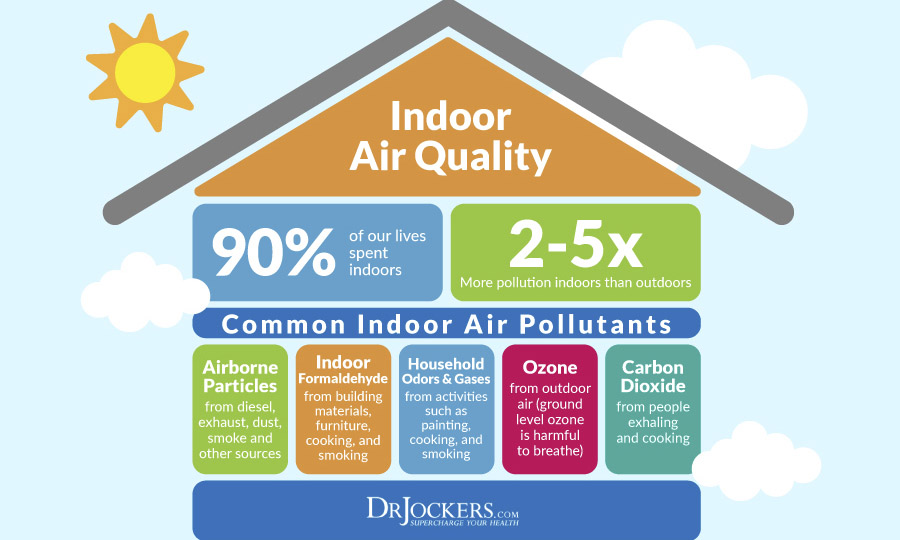 Indoor
Air Quality
90%
of our lives
spent
indoors
2-5x
More pollution indoors than outdoors
Common Indoor Air Pollutants
Airborne
Particles
from diesel,
exhaust, dust,
smoke and
other sources
Indoor
Formaldehyde
from building
materials,
furniture,
cooking, and
smoking
Household
Odors & Gases
from activities
such as
painting,
cooking, and
smoking
Ozone
from outdoor
air (ground
level ozone
is harmful
to breathe)
Carbon
Dioxide
from people
exhaling
and cooking
DRJOCKERS.COM
SUPERCHARGE YOUR HEALTH